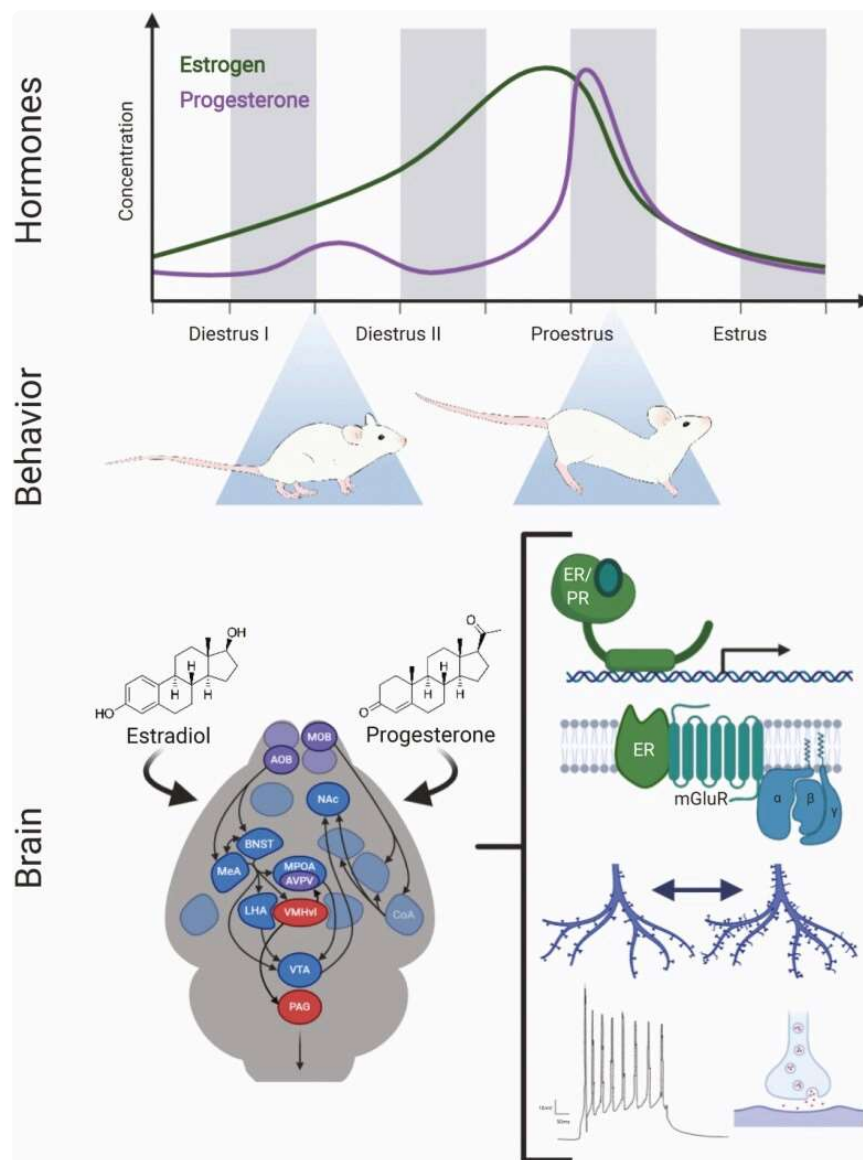 Hormones
Concentration
Estrogen
Progesterone
Diestrus I
Diestrus II
Proestrus
Estrus
Behavior
Brain
OH
HO
H
H
H
Estradiol
O
O
H
H
H
Progesterone
MOB
AOB
NAc
BNST
MeA
MPOA
AVPV
LHA
VMHvl
CoA
VTA
PAG
ER/
PR
ER
mGluR
α
β
γ